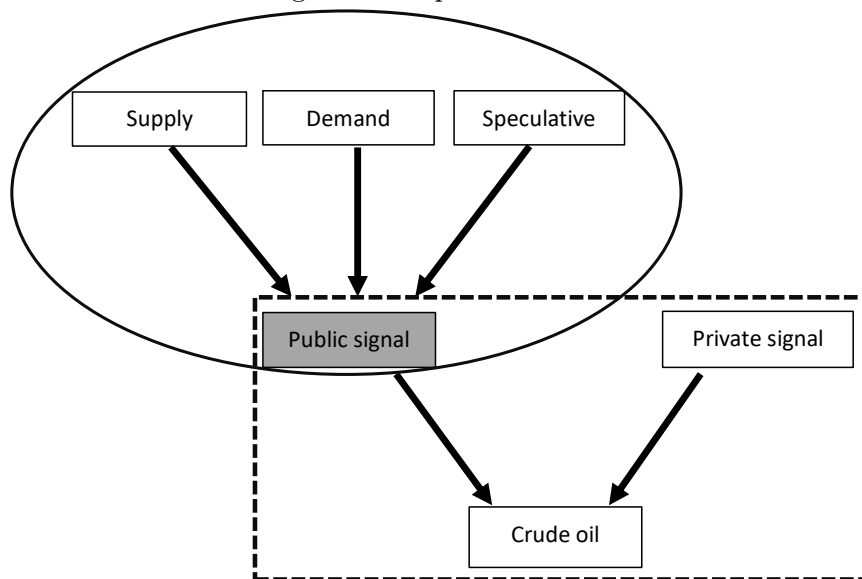 Supply
Demand
Speculative
Public signal
Private signal
Crude oil